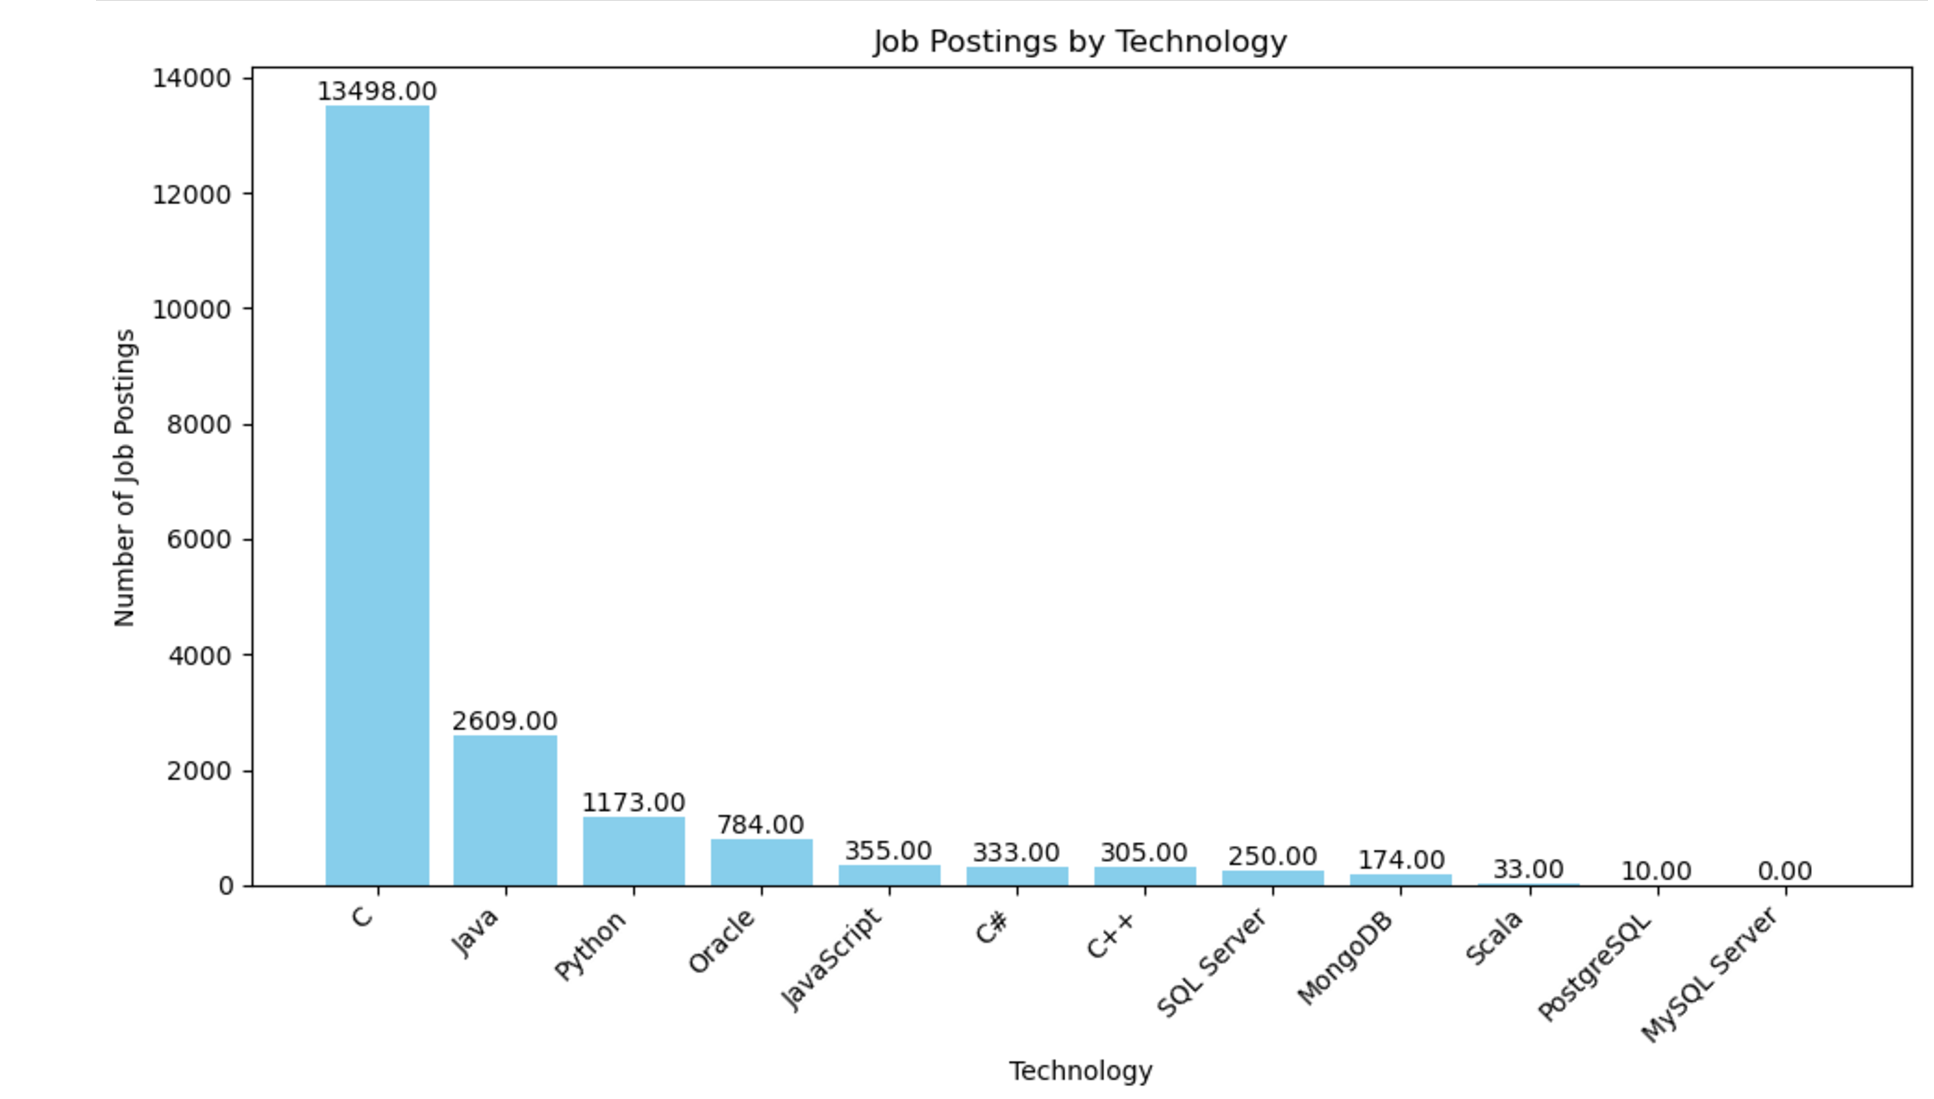 Job Postings by Technology
14000
12000
10000
8000
6000
4000
2000
0
Number of Job Postings
13498.00
2609.00
1173.00
784.00
355.00
333.00
305.00
250.00
174.00
33.00
10.00
0.00
C
Java
Python
Oracle
JavaScript
C#
C++
SQL Server
MongoDB
Scala
PostgreSQL
MySQL Server
Technology